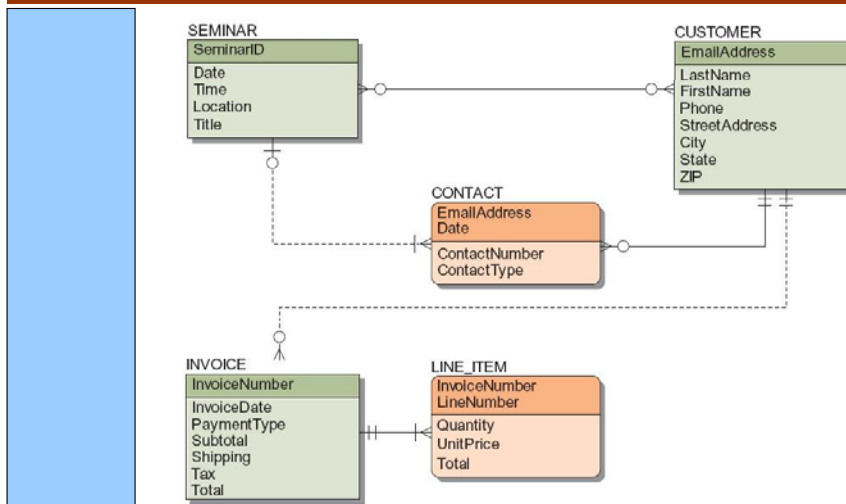 SEMINAR
SeminarID
Date
Time
Location
Title
CUSTOMER
EmailAddress
LastName
FirstName
Phone
StreetAddress
City
State
ZIP
CONTACT
EmailAddress
Date
ContactNumber
ContactType
INVOICE
InvoiceNumber
InvoiceDate
PaymentType
Subtotal
Shipping
Tax
Total
LINE_ITEM
InvoiceNumber
LineNumber
Quantity
UnitPrice
Total